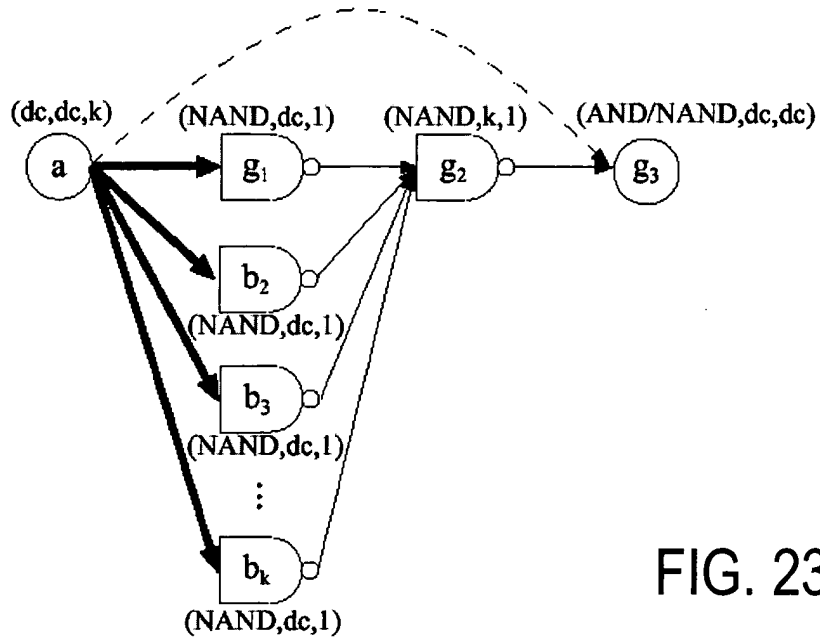 (dc,dc,k)
(NAND,dc,1)
(NAND,k,1)
(AND/NAND,dc,dc)
a
g₁
g₂
g₃
b₂
(NAND,dc,1)
b₃
(NAND,dc,1)
...
bₖ
(NAND,dc,1)
FIG. 23